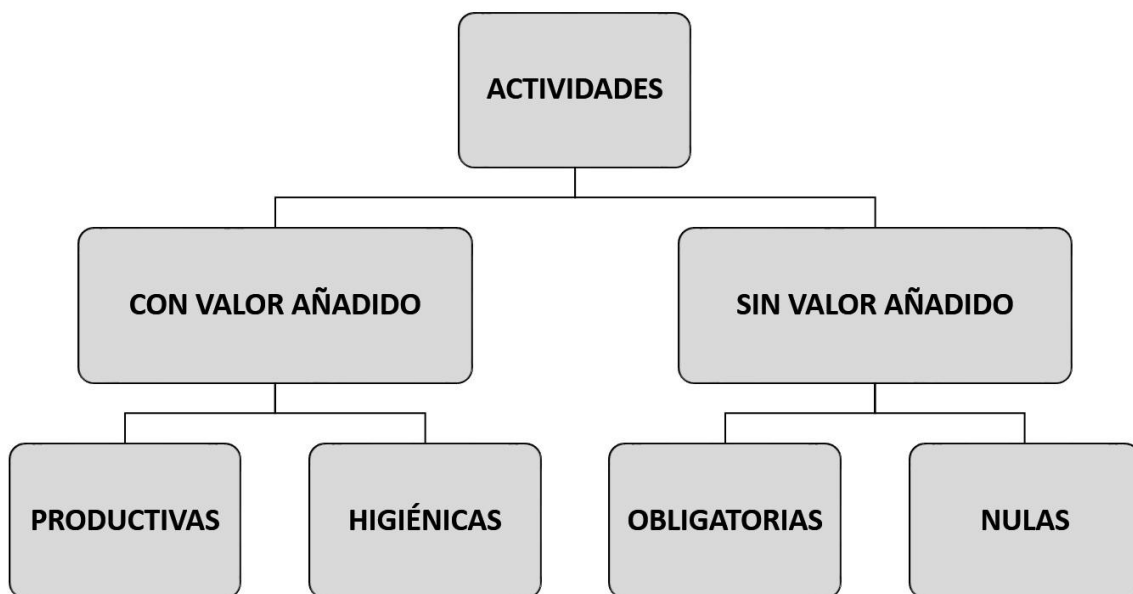 ACTIVIDADES
CON VALOR AÑADIDO
SIN VALOR AÑADIDO
PRODUCTIVAS
HIGIÉNICAS
OBLIGATORIAS
NULAS